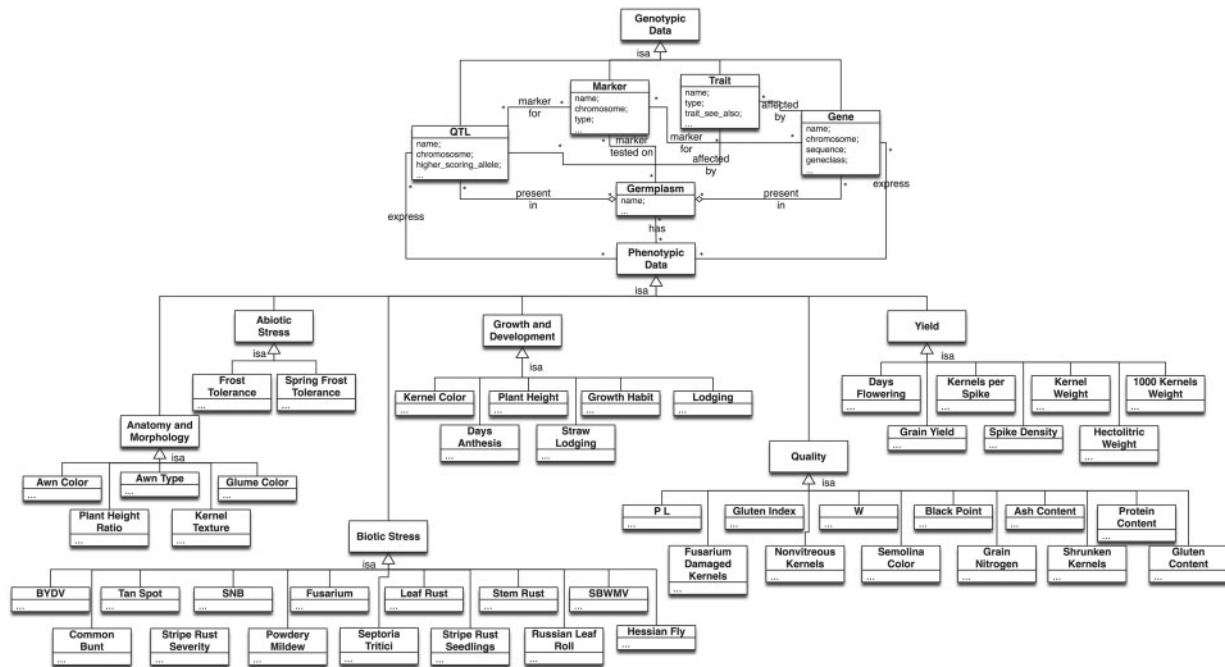 Genotypic
Data
isa
Marker
name;
chromosome;
type;
...
Trait
name;
type;
trait_see_also;
...
marker
for
affected
by
QTL
name;
chromososme;
higher_scoring_allele;
...
Gene
name;
chromosome;
sequence;
geneclass;
...
marker
tested on
marker
for
affected
by
express
express
present
in
Germplasm
name;
...
present
in
has
Phenotypic
Data
isa
Abiotic
Stress
isa
Frost
Tolerance
...
Spring Frost
Tolerance
...
Growth and
Development
isa
Kernel Color
...
Plant Height
...
Growth Habit
...
Lodging
...
Days
Anthesis
...
Straw
Lodging
...
Yield
isa
Days
Flowering
...
Kernels per
Spike
...
Kernel
Weight
...
1000 Kernels
Weight
...
Grain Yield
...
Spike Density
...
Hectolitric
Weight
...
Anatomy and
Morphology
isa
Awn Color
...
Awn Type
...
Glume Color
...
Plant Height
Ratio
...
Kernel
Texture
...
Quality
isa
P L
...
Gluten Index
...
W
...
Black Point
...
Ash Content
...
Protein
Content
...
Fusarium
Damaged
Kernels
...
Nonvitreous
Kernels
...
Semolina
Color
...
Grain
Nitrogen
...
Shrunken
Kernels
...
Gluten Content
...
Biotic Stress
isa
BYDV
...
Tan Spot
...
SNB
...
Fusarium
...
Leaf Rust
...
Stem Rust
...
SBWMV
...
Common
Bunt
...
Stripe Rust
Severity
...
Powdery
Mildew
...
Septoria
Tritici
...
Stripe Rust
Seedlings
...
Russian Leaf
Roll
...
Hessian Fly
...